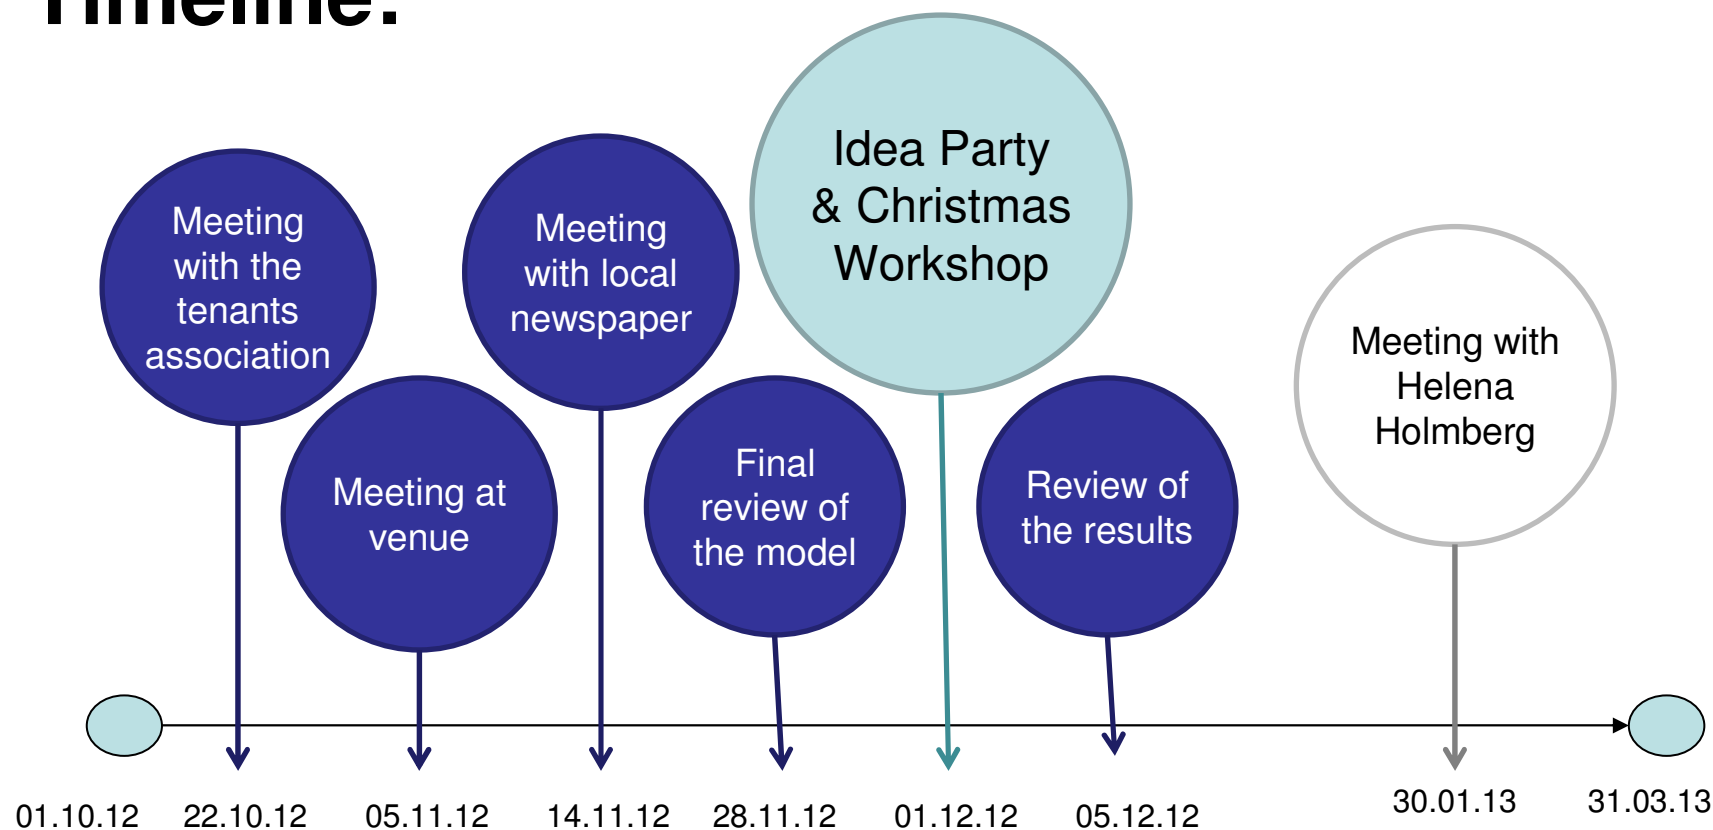 Timeline:
Idea Party
& Christmas
Workshop
Meeting
with the
tenants
association
Meeting
with local
newspaper
Meeting with
Helena
Holmberg
Meeting at
venue
Final
review of
the model
Review of
the results
01.10.12
22.10.12
05.11.12
14.11.12
28.11.12
01.12.12
05.12.12
30.01.13
31.03.13